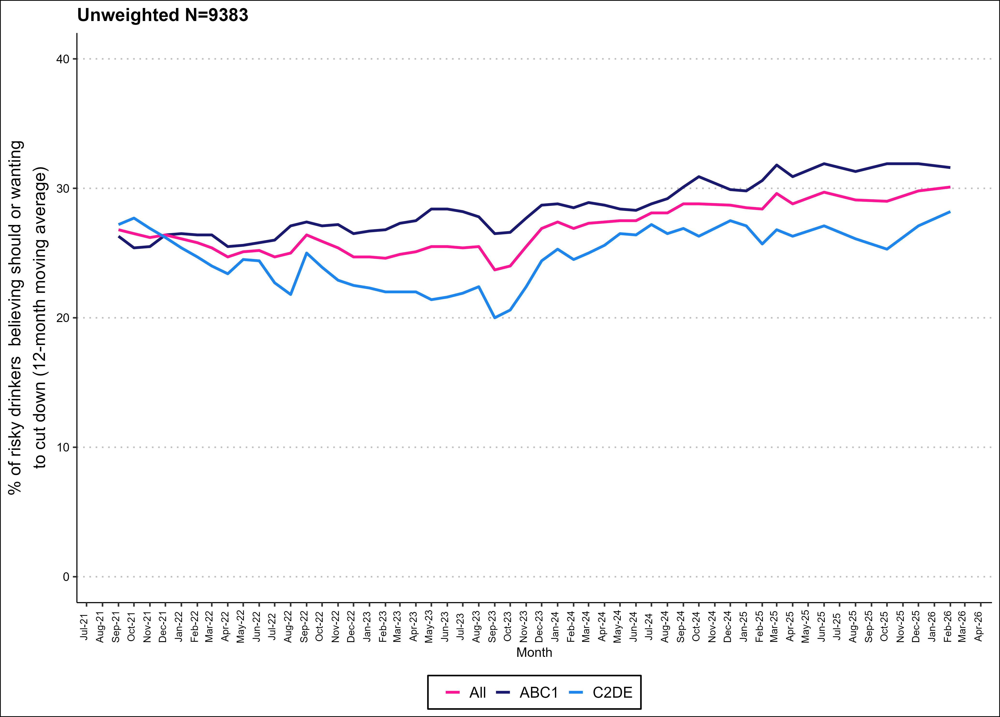 Unweighted N=9383
% of risky drinkers  believing should or wanting
to cut down (12-month moving average)
40
30
20
10
0
Jul-21
Aug-21
Sep-21
Oct-21
Nov-21
Dec-21
Jan-22
Feb-22
Mar-22
Apr-22
May-22
Jun-22
Jul-22
Aug-22
Sep-22
Oct-22
Nov-22
Dec-22
Jan-23
Feb-23
Mar-23
Apr-23
May-23
Jun-23
Jul-23
Aug-23
Sep-23
Oct-23
Nov-23
Dec-23
Jan-24
Feb-24
Mar-24
Apr-24
May-24
Jun-24
Jul-24
Aug-24
Sep-24
Oct-24
Nov-24
Dec-24
Jan-25
Feb-25
Mar-25
Apr-25
May-25
Jun-25
Jul-25
Aug-25
Sep-25
Oct-25
Nov-25
Dec-25
Jan-26
Feb-26
Mar-26
Apr-26
Month
All ABC1 C2DE